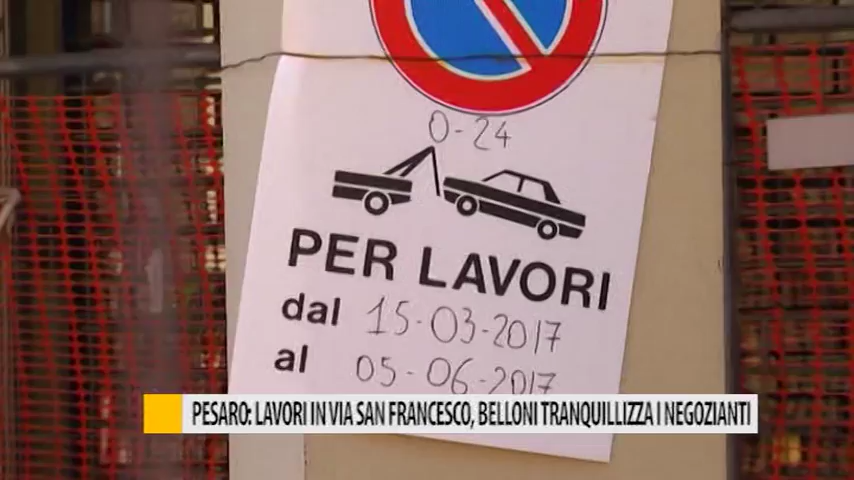 0-24
PER LAVORI
dal 15-03-2017
al 05-06-2017
PESARO: LAVORI IN VIA SAN FRANCESCO, BELLONI TRANQUILLIZZA I NEGOZIANTI